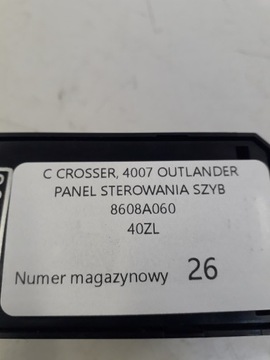 C CROSSER, 4007 OUTLANDER
PANEL STEROWANIA SZYB
8608A060
40ZL
Numer magazynowy 26